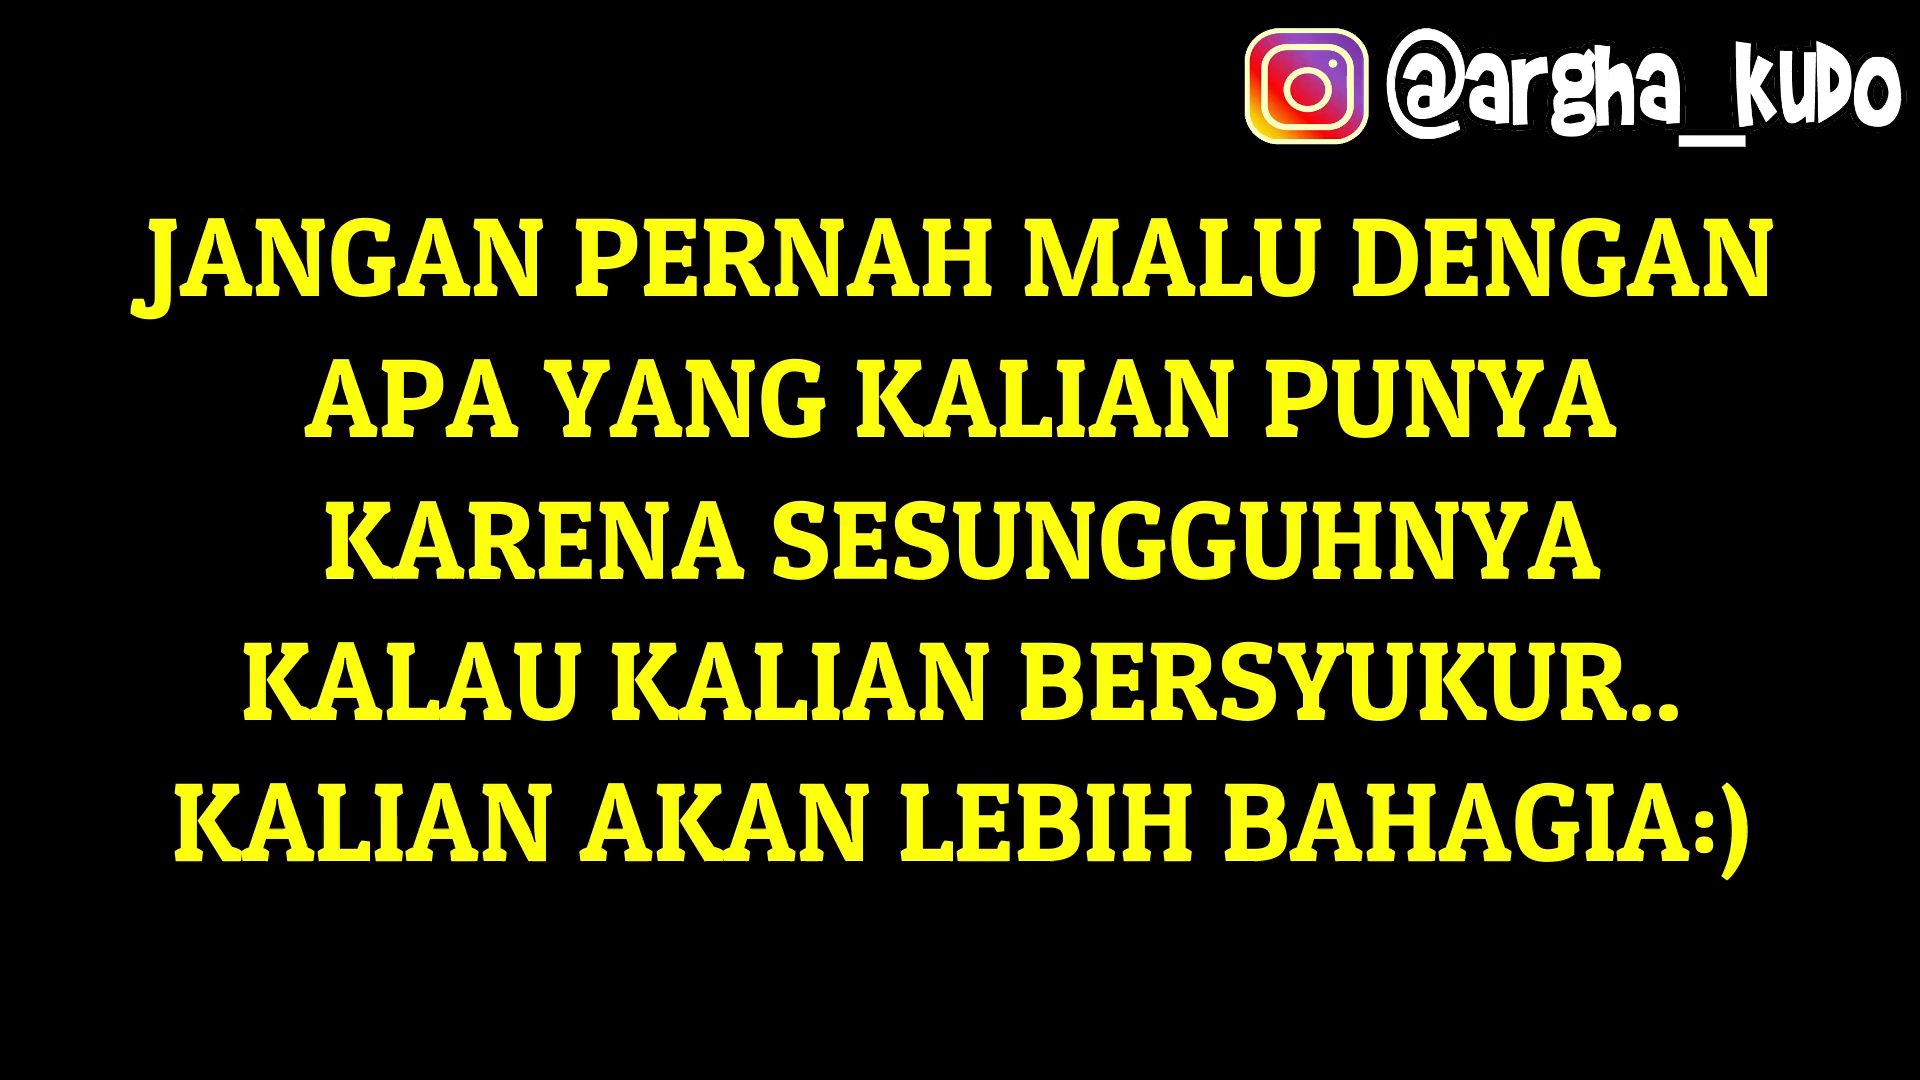 @argha_kudo
JANGAN PERNAH MALU DENGAN
APA YANG KALIAN PUNYA
KARENA SESUNGGUHNYA
KALAU KALIAN BERSYUKUR..
KALIAN AKAN LEBIH BAHAGIA:)